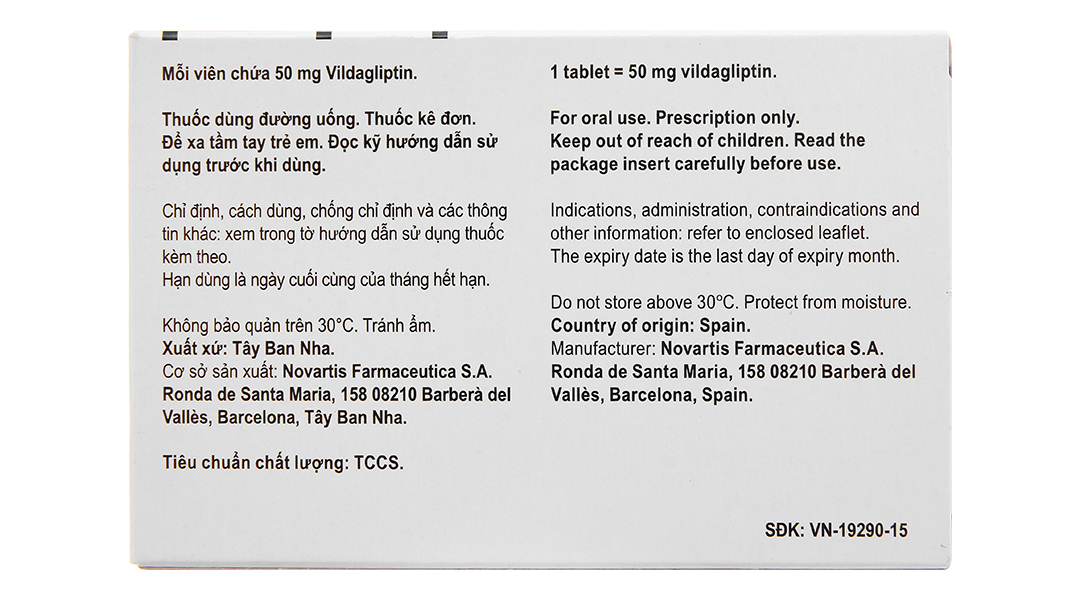 Mỗi viên chứa 50 mg Vildagliptin.
Thuốc dùng đường uống. Thuốc kê đơn.
Để xa tầm tay trẻ em. Đọc kỹ hướng dẫn sử
dụng trước khi dùng.
Chỉ định, cách dùng, chống chỉ định và các thông
tin khác: xem trong tờ hướng dẫn sử dụng thuốc
kèm theo.
Hạn dùng là ngày cuối cùng của tháng hết hạn.
Không bảo quản trên 30°C. Tránh ẩm.
Xuất xứ: Tây Ban Nha.
Cơ sở sản xuất: Novartis Farmaceutica S.A.
Ronda de Santa Maria, 158 08210 Barberà del
Vallès, Barcelona, Tây Ban Nha.
Tiêu chuẩn chất lượng: TCCS.
1 tablet = 50 mg vildagliptin.
For oral use. Prescription only.
Keep out of reach of children. Read the
package insert carefully before use.
Indications, administration, contraindications and
other information: refer to enclosed leaflet.
The expiry date is the last day of expiry month.
Do not store above 30°C. Protect from moisture.
Country of origin: Spain.
Manufacturer: Novartis Farmaceutica S.A.
Ronda de Santa Maria, 158 08210 Barberà del
Vallès, Barcelona, Spain.
SĐK: VN-19290-15